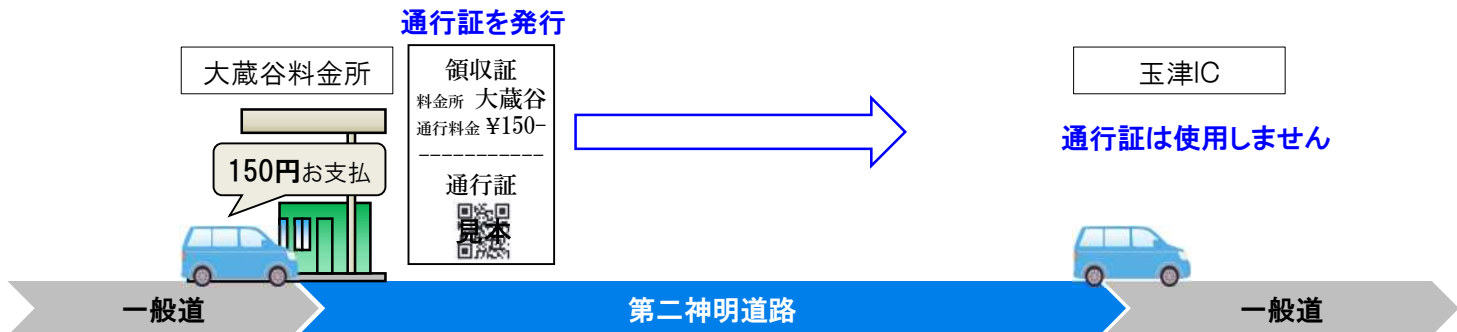 通行証を発行
大蔵谷料金所
領収証
料金所 大蔵谷
通行料金 ¥150-
-----------
通行証
見本
150円お支払
玉津IC
通行証は使用しません
一般道
第二神明道路
一般道